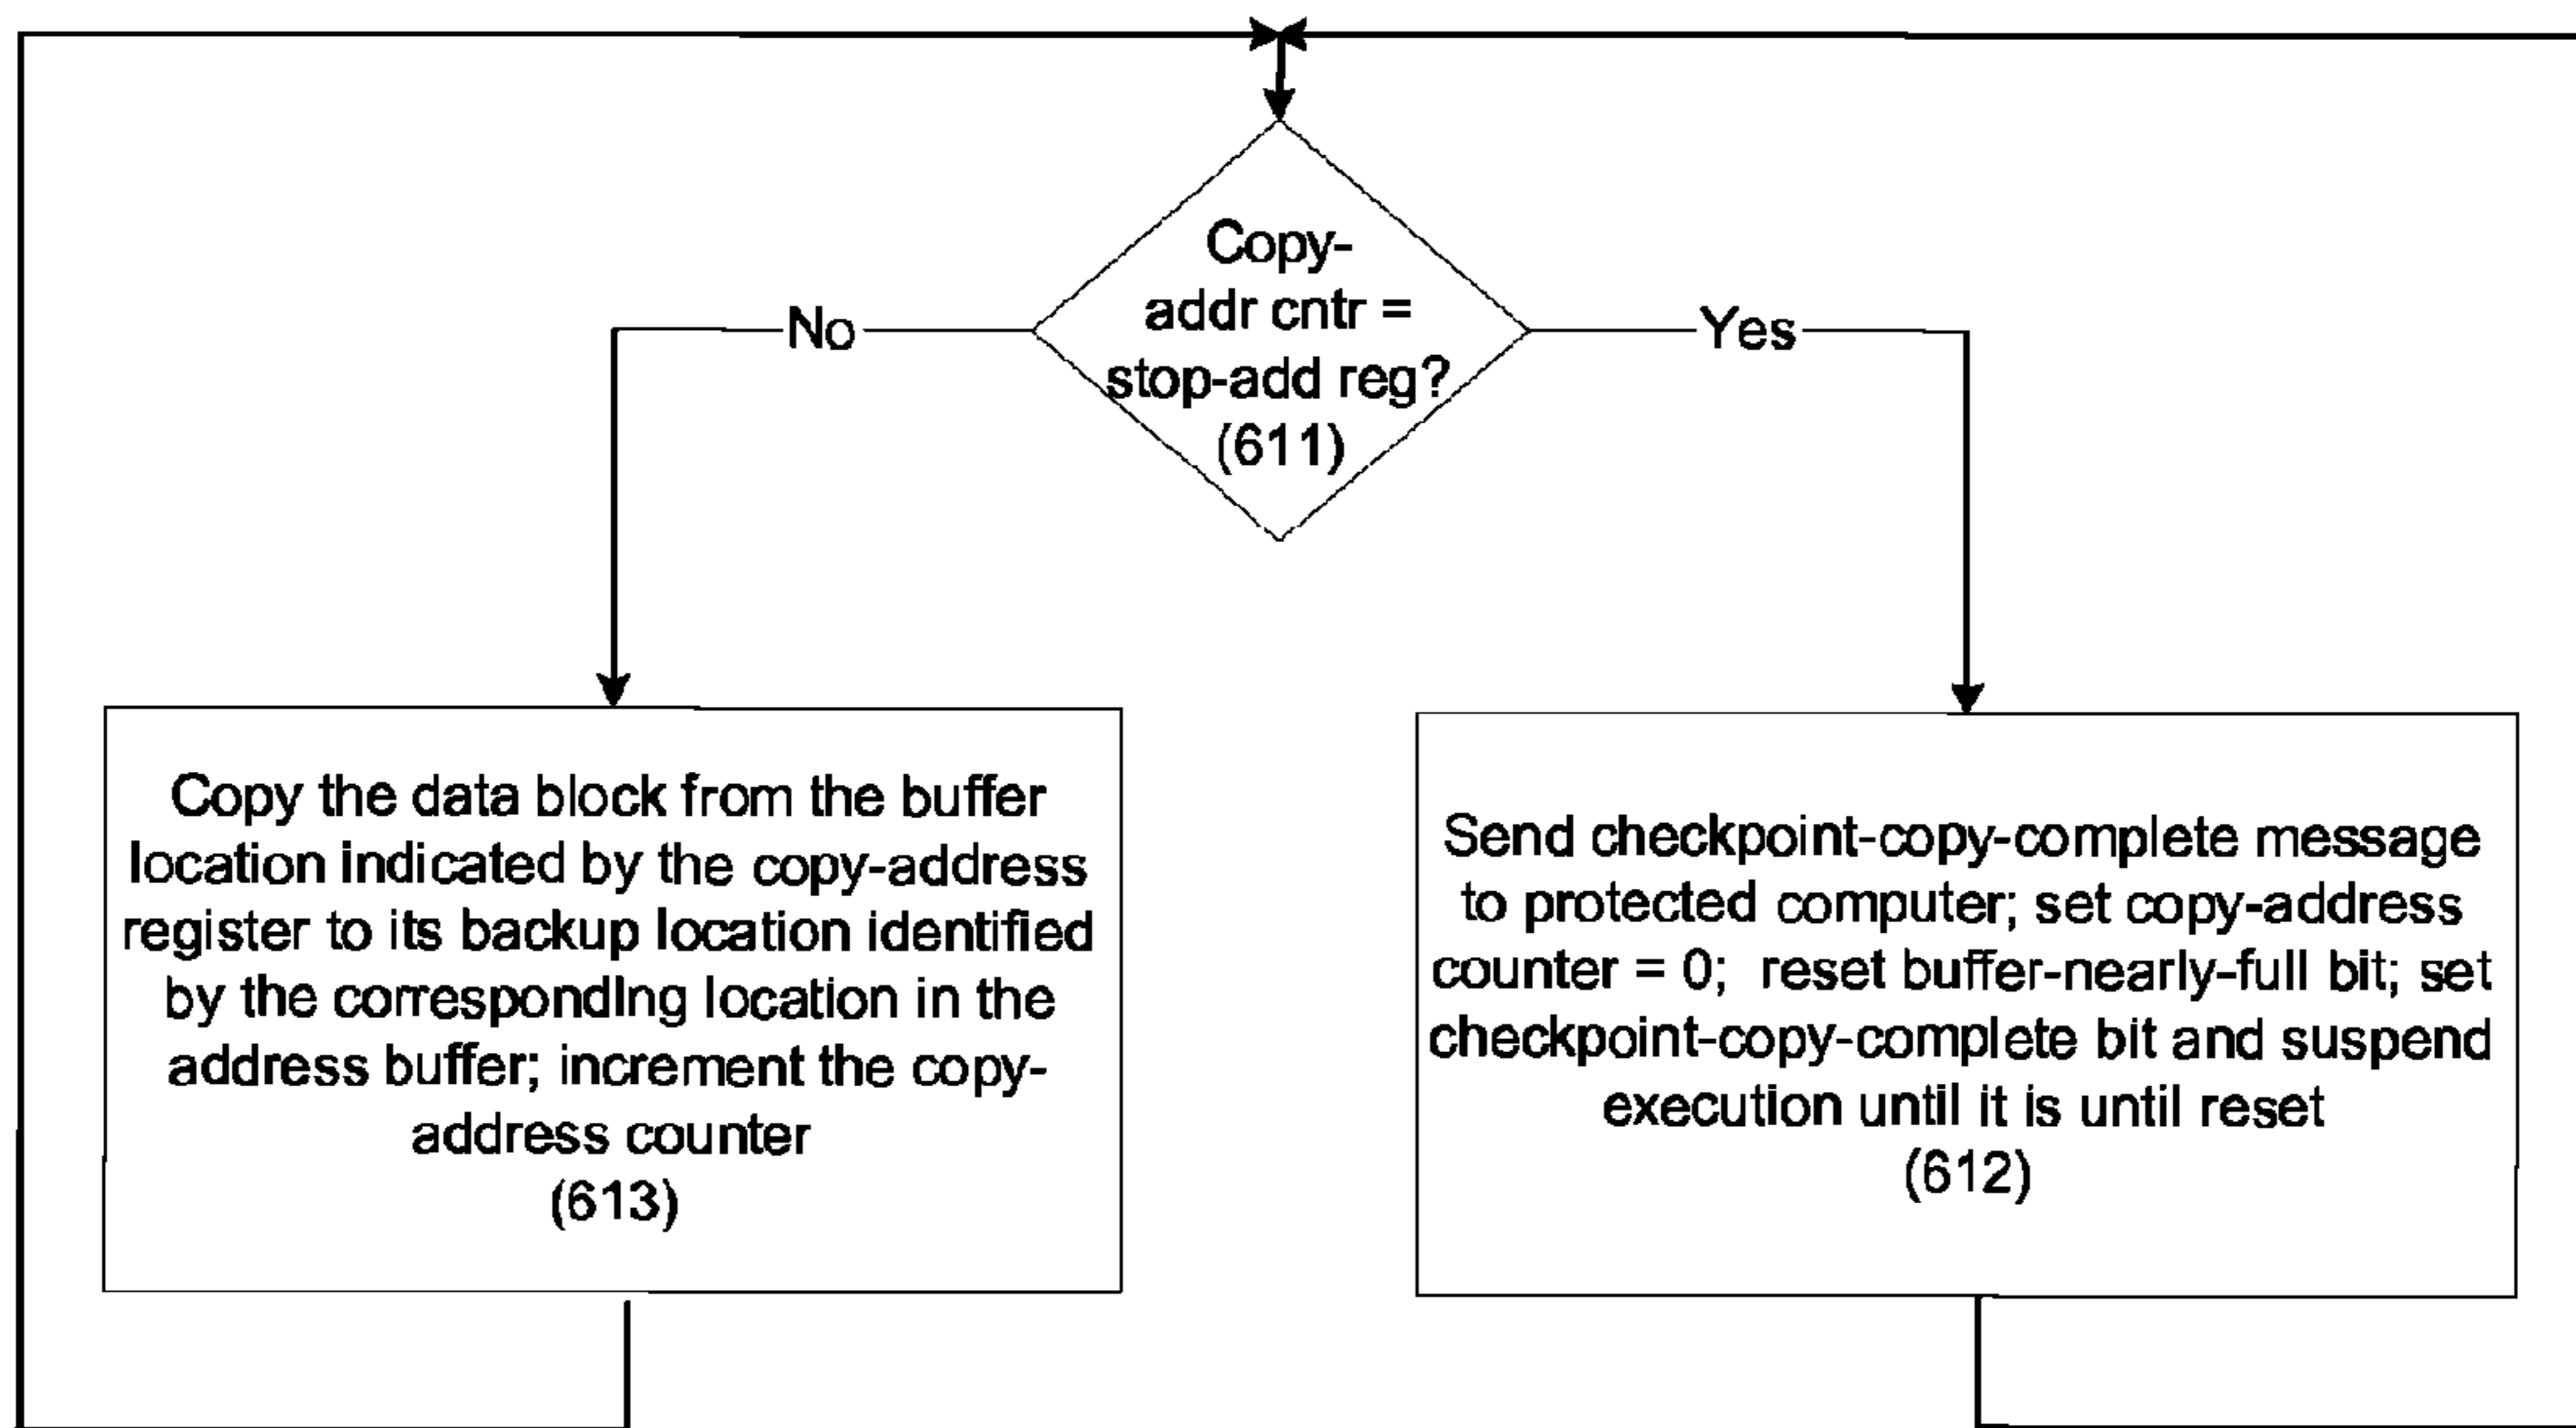 Copy-
addr cntr =
stop-add reg?
(611)
No
Yes
Copy the data block from the buffer
location indicated by the copy-address
register to its backup location identified
by the corresponding location in the
address buffer; increment the copy-
address counter
(613)
Send checkpoint-copy-complete message
to protected computer; set copy-address
counter = 0; reset buffer-nearly-full bit; set
checkpoint-copy-complete bit and suspend
execution until it is until reset
(612)